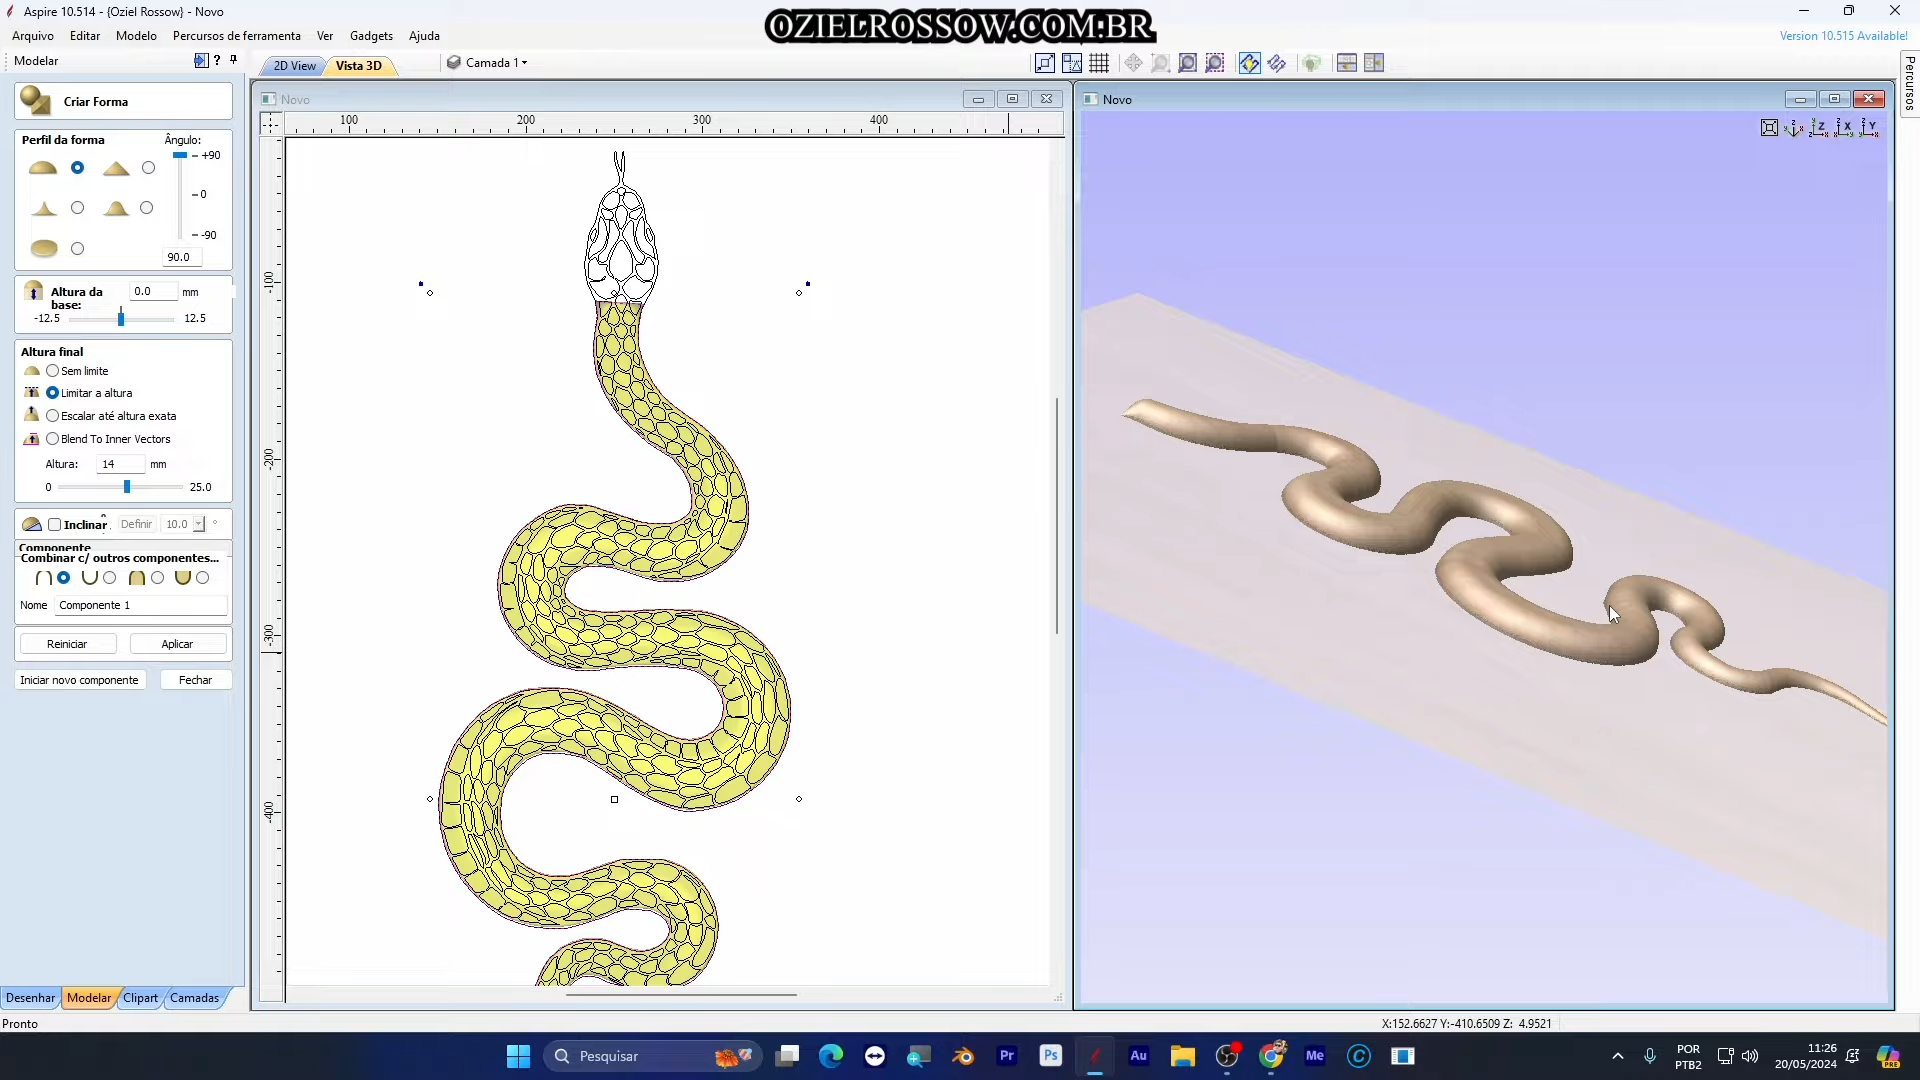 Aspire 10.514 - {Oziel Rossow} - Novo
OZIELROSSOW.COM.BR
Arquivo Editar Modelo Percursos de ferramenta Ver Gadgets Ajuda
Version 10.515 Available!
Modelar
?
2D View Vista 3D Camada 1
Percursos
Novo
Novo
Criar Forma
100 200 300 400
Z X Y
Perfil da forma Ângulo:
+90
0
-90
90.0
Altura da base: 0.0 mm
-12.5 12.5
Altura final
Sem limite
Limitar a altura
Escalar até altura exata
Blend To Inner Vectors
Altura: 14 mm
0 25.0
Inclinar Definir 10.0 °
Componente
Combinar c/ outros componentes...
Nome Componente 1
Reiniciar Aplicar
Iniciar novo componente Fechar
-100
-200
-300
-400
Desenhar Modelar Clipart Camadas
Pronto
X:152.6627 Y:-410.6509 Z: 4.9521
Pesquisar
Pr
Ps
Au
Me
C
POR
PTB2
11:26
20/05/2024
PRE